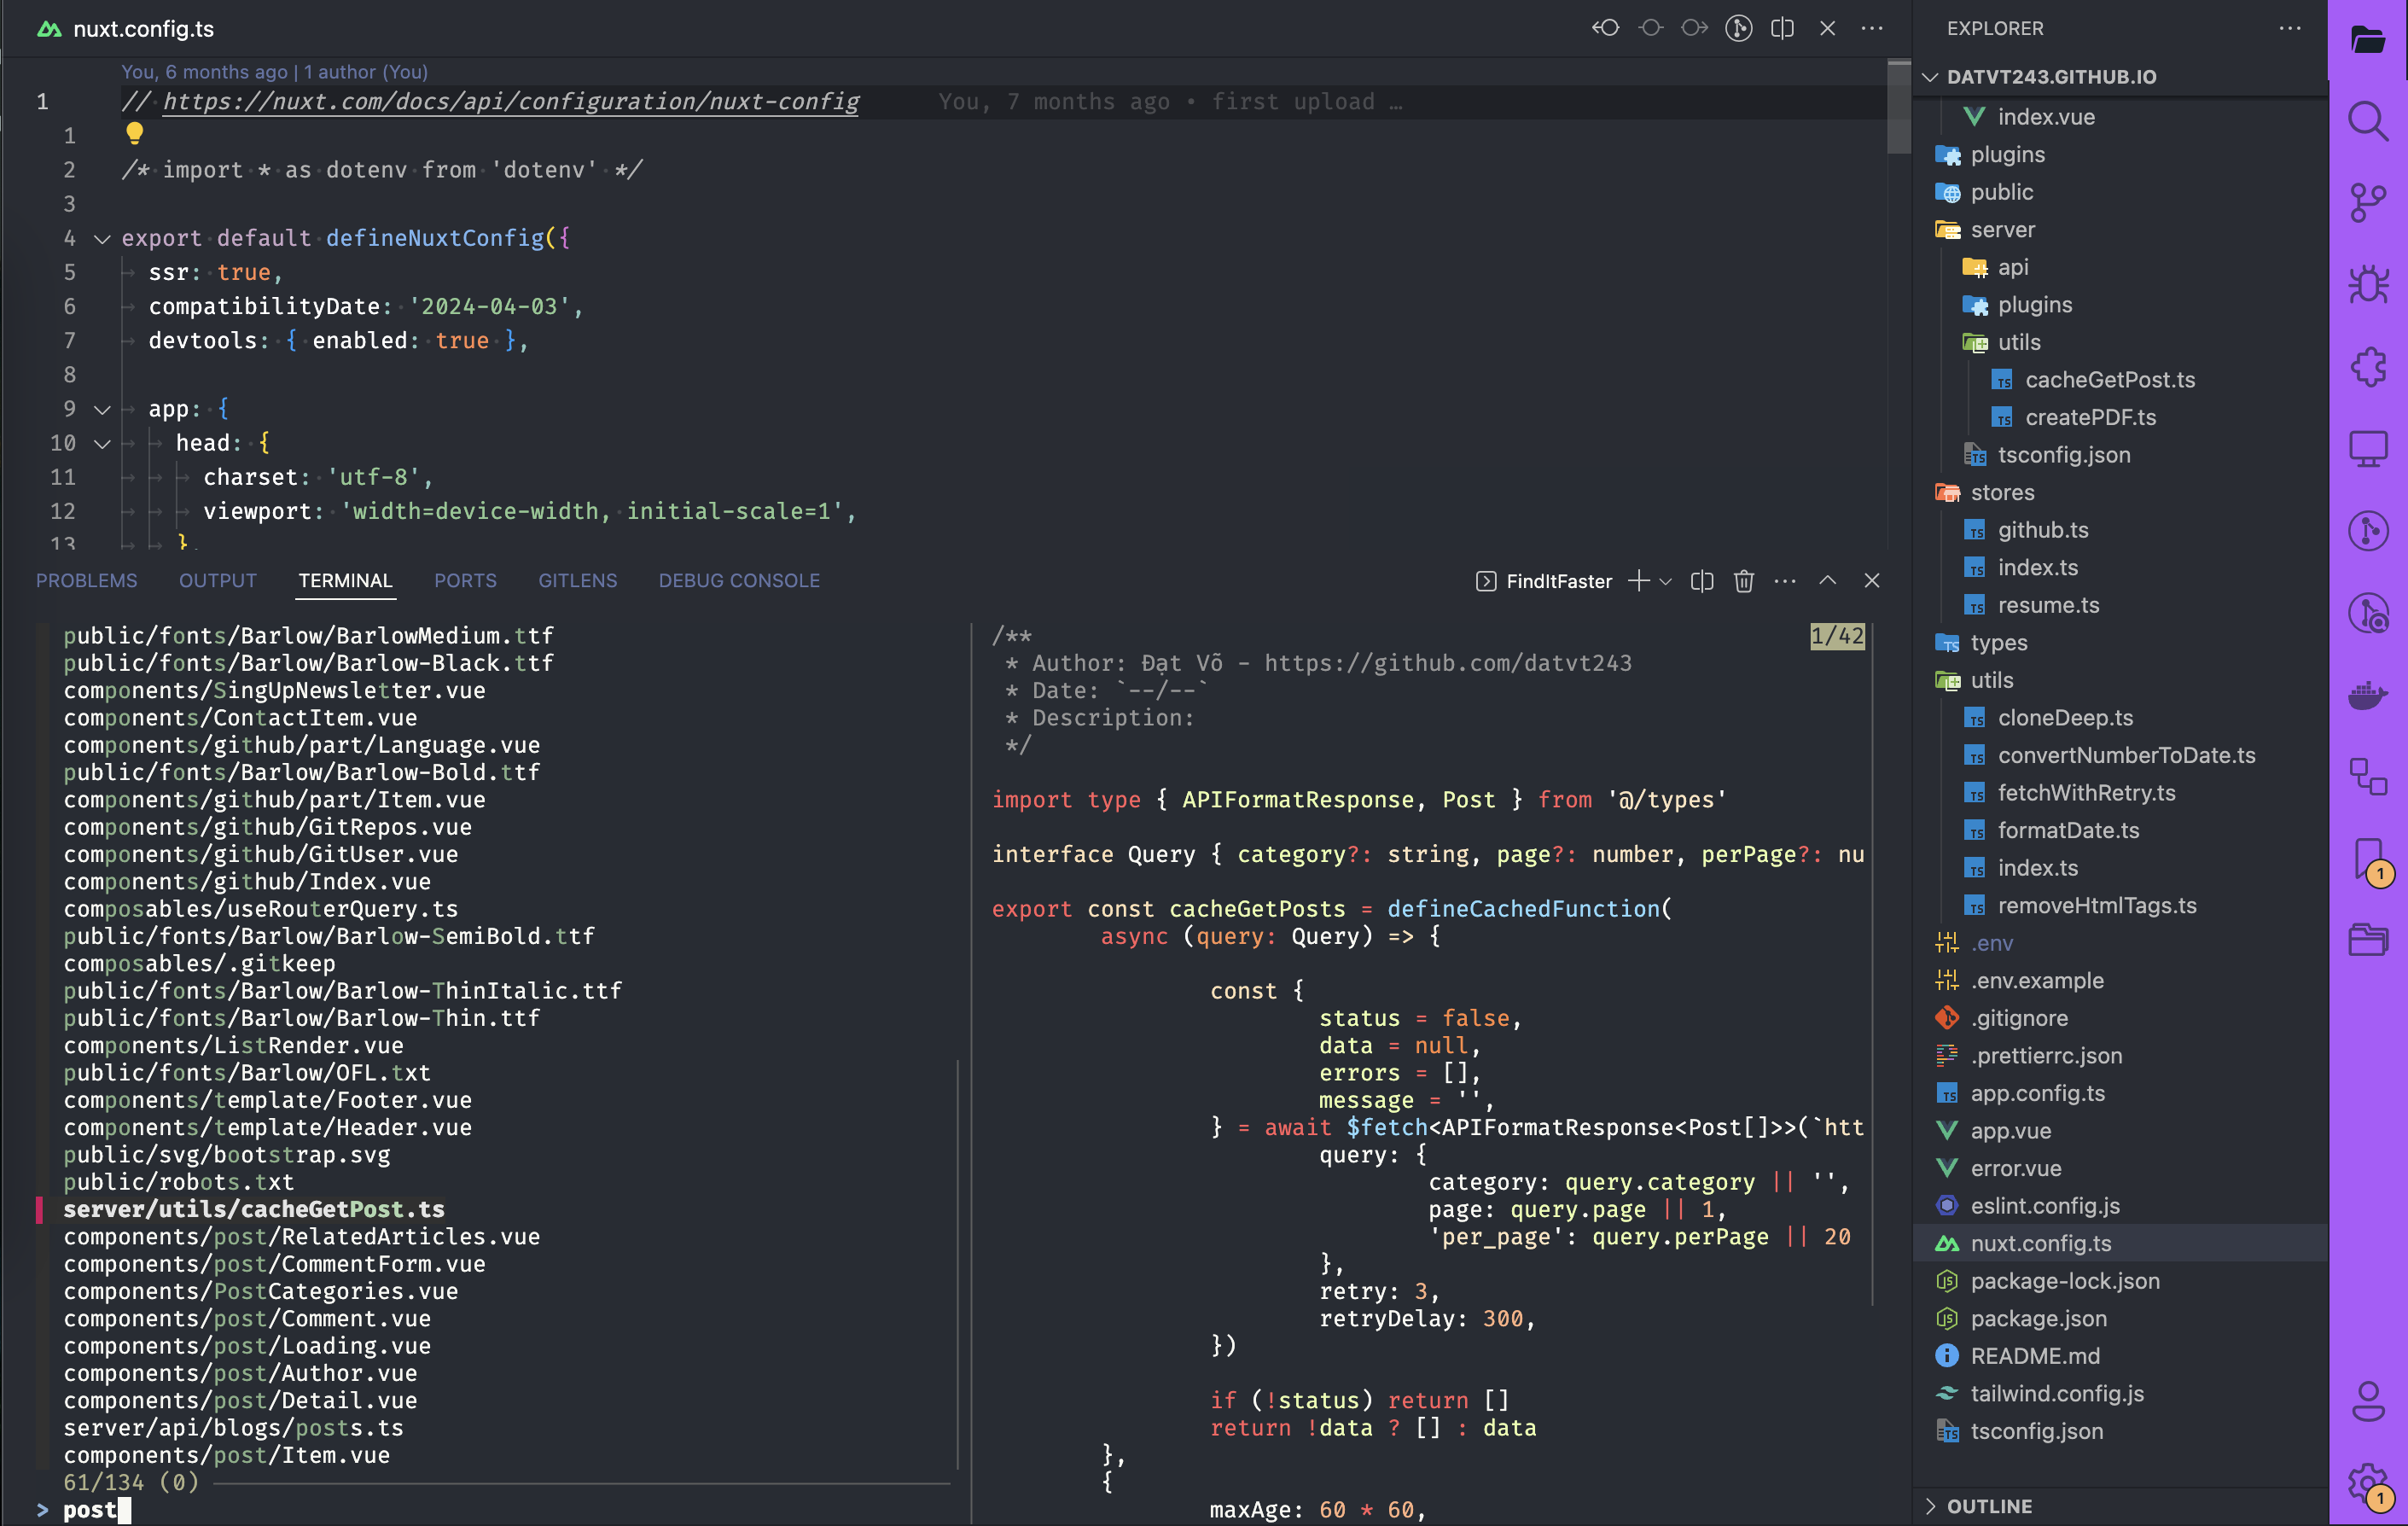 nuxt.config.ts
You, 6 months ago | 1 author (You)
1 // https://nuxt.com/docs/api/configuration/nuxt-config You, 7 months ago • first upload …
1
2 /* import * as dotenv from 'dotenv' */
3
4 export default defineNuxtConfig({
5 ssr: true,
6 compatibilityDate: '2024-04-03',
7 devtools: { enabled: true },
8
9 app: {
10 head: {
11 charset: 'utf-8',
12 viewport: 'width=device-width, initial-scale=1',
13 },
PROBLEMS OUTPUT TERMINAL PORTS GITLENS DEBUG CONSOLE
FindItFaster
public/fonts/Barlow/BarlowMedium.ttf
public/fonts/Barlow/Barlow-Black.ttf
components/SingUpNewsletter.vue
components/ContactItem.vue
components/github/part/Language.vue
public/fonts/Barlow/Barlow-Bold.ttf
components/github/part/Item.vue
components/github/GitRepos.vue
components/github/GitUser.vue
components/github/Index.vue
composables/useRouterQuery.ts
public/fonts/Barlow/Barlow-SemiBold.ttf
composables/.gitkeep
public/fonts/Barlow/Barlow-ThinItalic.ttf
public/fonts/Barlow/Barlow-Thin.ttf
components/ListRender.vue
public/fonts/Barlow/OFL.txt
components/template/Footer.vue
components/template/Header.vue
public/svg/bootstrap.svg
public/robots.txt
server/utils/cacheGetPost.ts
components/post/RelatedArticles.vue
components/post/CommentForm.vue
components/PostCategories.vue
components/post/Comment.vue
components/post/Loading.vue
components/post/Author.vue
components/post/Detail.vue
server/api/blogs/posts.ts
components/post/Item.vue
61/134 (0)
> post
1/42
/**
* Author: Đạt Võ - https://github.com/datvt243
* Date: `--/--`
* Description:
*/
import type { APIFormatResponse, Post } from '@/types'
interface Query { category?: string, page?: number, perPage?: nu
export const cacheGetPosts = defineCachedFunction(
async (query: Query) => {
const {
status = false,
data = null,
errors = [],
message = '',
} = await $fetch<APIFormatResponse<Post[]>>(`htt
query: {
category: query.category || '',
page: query.page || 1,
'per_page': query.perPage || 20
},
retry: 3,
retryDelay: 300,
})
if (!status) return []
return !data ? [] : data
},
{
maxAge: 60 * 60,
EXPLORER
DATVT243.GITHUB.IO
index.vue
plugins
public
server
api
plugins
utils
cacheGetPost.ts
createPDF.ts
tsconfig.json
stores
github.ts
index.ts
resume.ts
types
utils
cloneDeep.ts
convertNumberToDate.ts
fetchWithRetry.ts
formatDate.ts
index.ts
removeHtmlTags.ts
.env
.env.example
.gitignore
.prettierrc.json
app.config.ts
app.vue
error.vue
eslint.config.js
nuxt.config.ts
package-lock.json
package.json
README.md
tailwind.config.js
tsconfig.json
OUTLINE
1
1